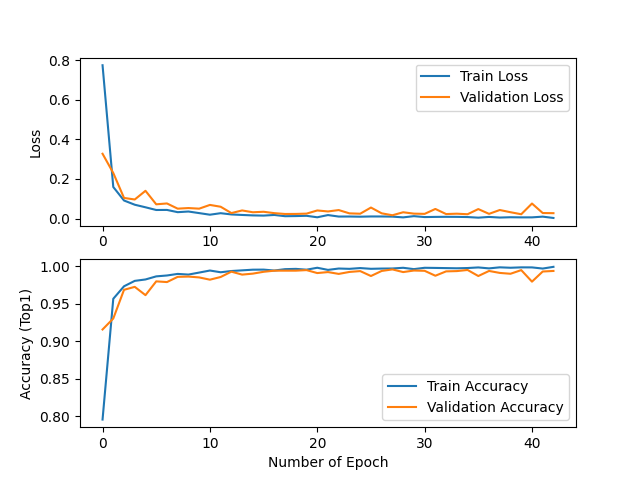 0.8
0.6
0.4
0.2
0.0
Loss
Train Loss
Validation Loss
0 10 20 30 40
1.00
0.95
0.90
0.85
0.80
Accuracy (Top1)
Train Accuracy
Validation Accuracy
0 10 20 30 40
Number of Epoch